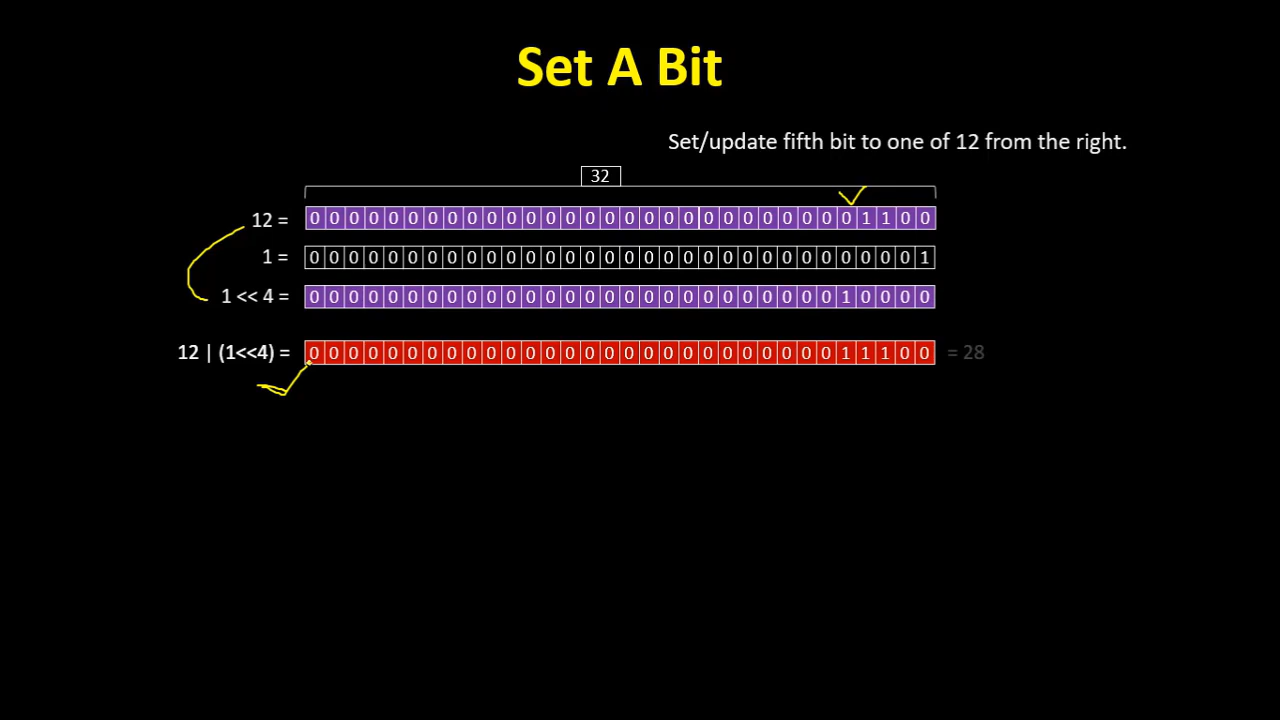 Set A Bit
Set/update fifth bit to one of 12 from the right.
32
12 = 0 0 0 0 0 0 0 0 0 0 0 0 0 0 0 0 0 0 0 0 0 0 0 0 0 0 0 0 1 1 0 0
1 = 0 0 0 0 0 0 0 0 0 0 0 0 0 0 0 0 0 0 0 0 0 0 0 0 0 0 0 0 0 0 0 1
1 << 4 = 0 0 0 0 0 0 0 0 0 0 0 0 0 0 0 0 0 0 0 0 0 0 0 0 0 0 0 1 0 0 0 0
12 | (1<<4) = 0 0 0 0 0 0 0 0 0 0 0 0 0 0 0 0 0 0 0 0 0 0 0 0 0 0 0 1 1 1 0 0 = 28